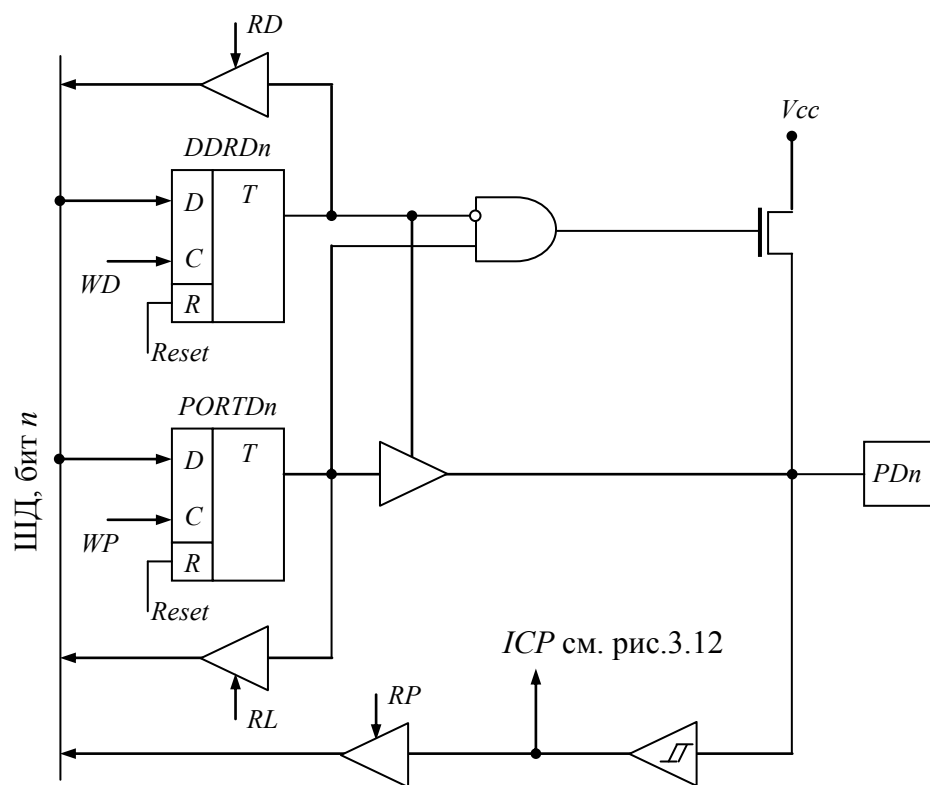 RD
Vcc
DDRDn
D
T
C
WD
R
Reset
PORTDn
D
T
C
WP
R
Reset
PDn
ШД, бит n
ICP см. рис.3.12
RL
RP